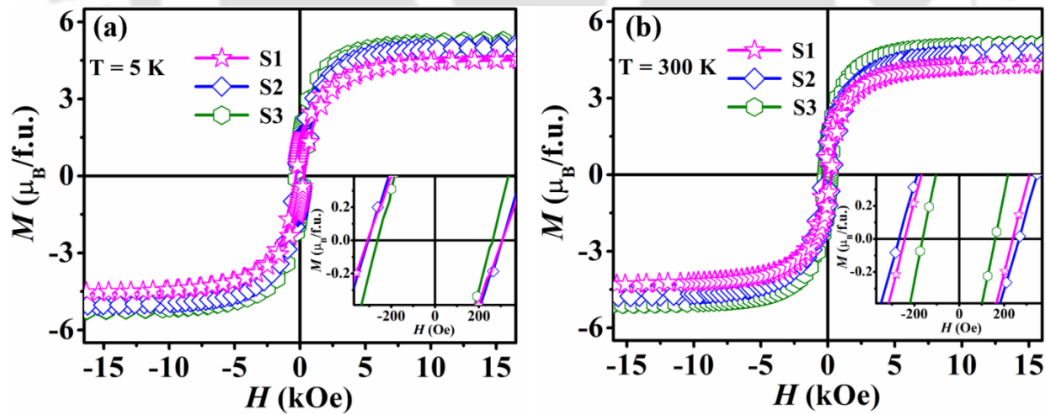 (a)
T = 5 K
S1
S2
S3
6
3
0
-3
-6
M (μB/f.u.)
-15 -10 -5 0 5 10 15
H (kOe)
0.2
0.0
-0.2
M (μB/f.u.)
-200 0 200
H (Oe)
(b)
T = 300 K
S1
S2
S3
6
3
0
-3
-6
M (μB/f.u.)
-15 -10 -5 0 5 10 15
H (kOe)
0.2
0.0
-0.2
M (μB/f.u.)
-200 0 200
H (Oe)